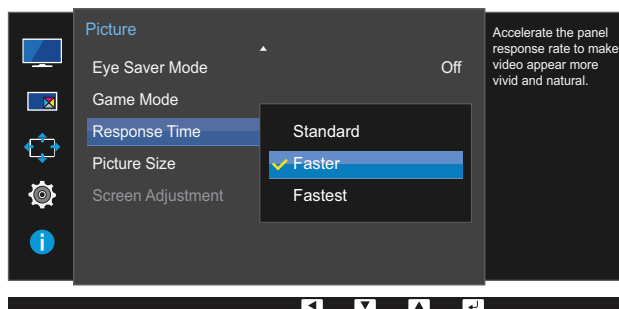 Picture
Eye Saver Mode Off
Game Mode
Response Time
Picture Size
Screen Adjustment
Standard
Faster
Fastest
Accelerate the panel
response rate to make
video appear more
vivid and natural.